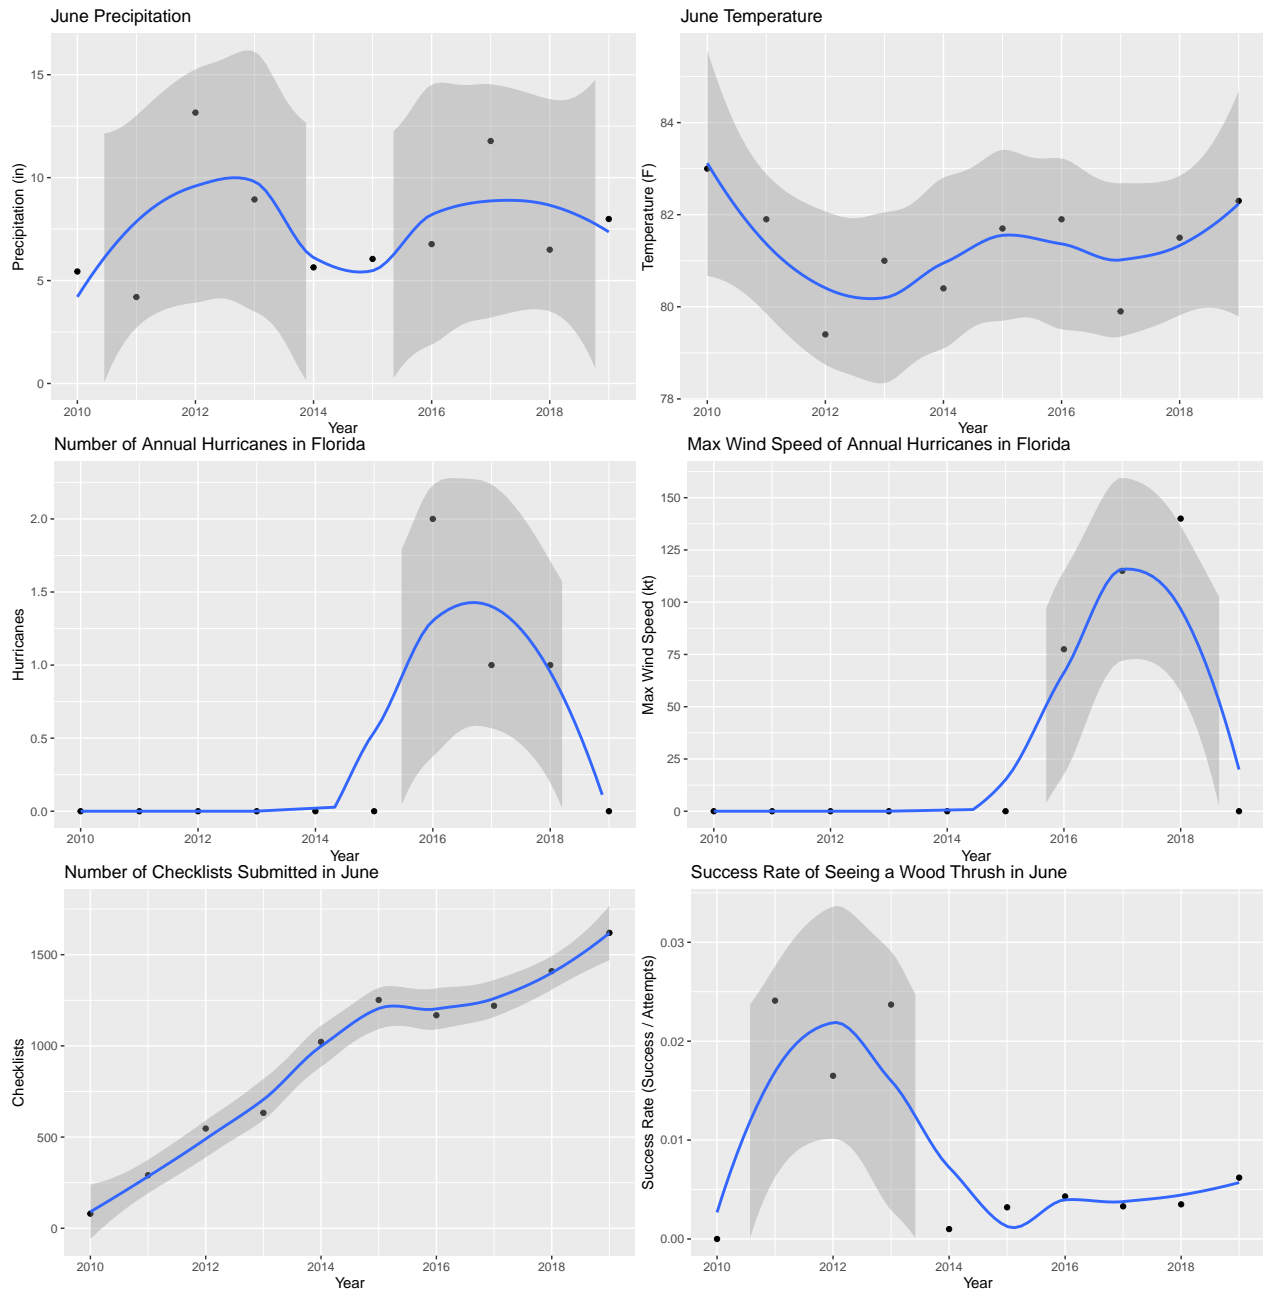 June Precipitation
Precipitation (in)
15
10
5
0
2010 2012 2014 2016 2018
Year
June Temperature
Temperature (F)
84
82
80
78
2010 2012 2014 2016 2018
Year
Number of Annual Hurricanes in Florida
Hurricanes
2.0
1.5
1.0
0.5
0.0
2010 2012 2014 2016 2018
Year
Max Wind Speed of Annual Hurricanes in Florida
Max Wind Speed (kt)
150
125
100
75
50
25
0
2010 2012 2014 2016 2018
Year
Number of Checklists Submitted in June
Checklists
1500
1000
500
0
2010 2012 2014 2016 2018
Year
Success Rate of Seeing a Wood Thrush in June
Success Rate (Success / Attempts)
0.03
0.02
0.01
0.00
2010 2012 2014 2016 2018
Year